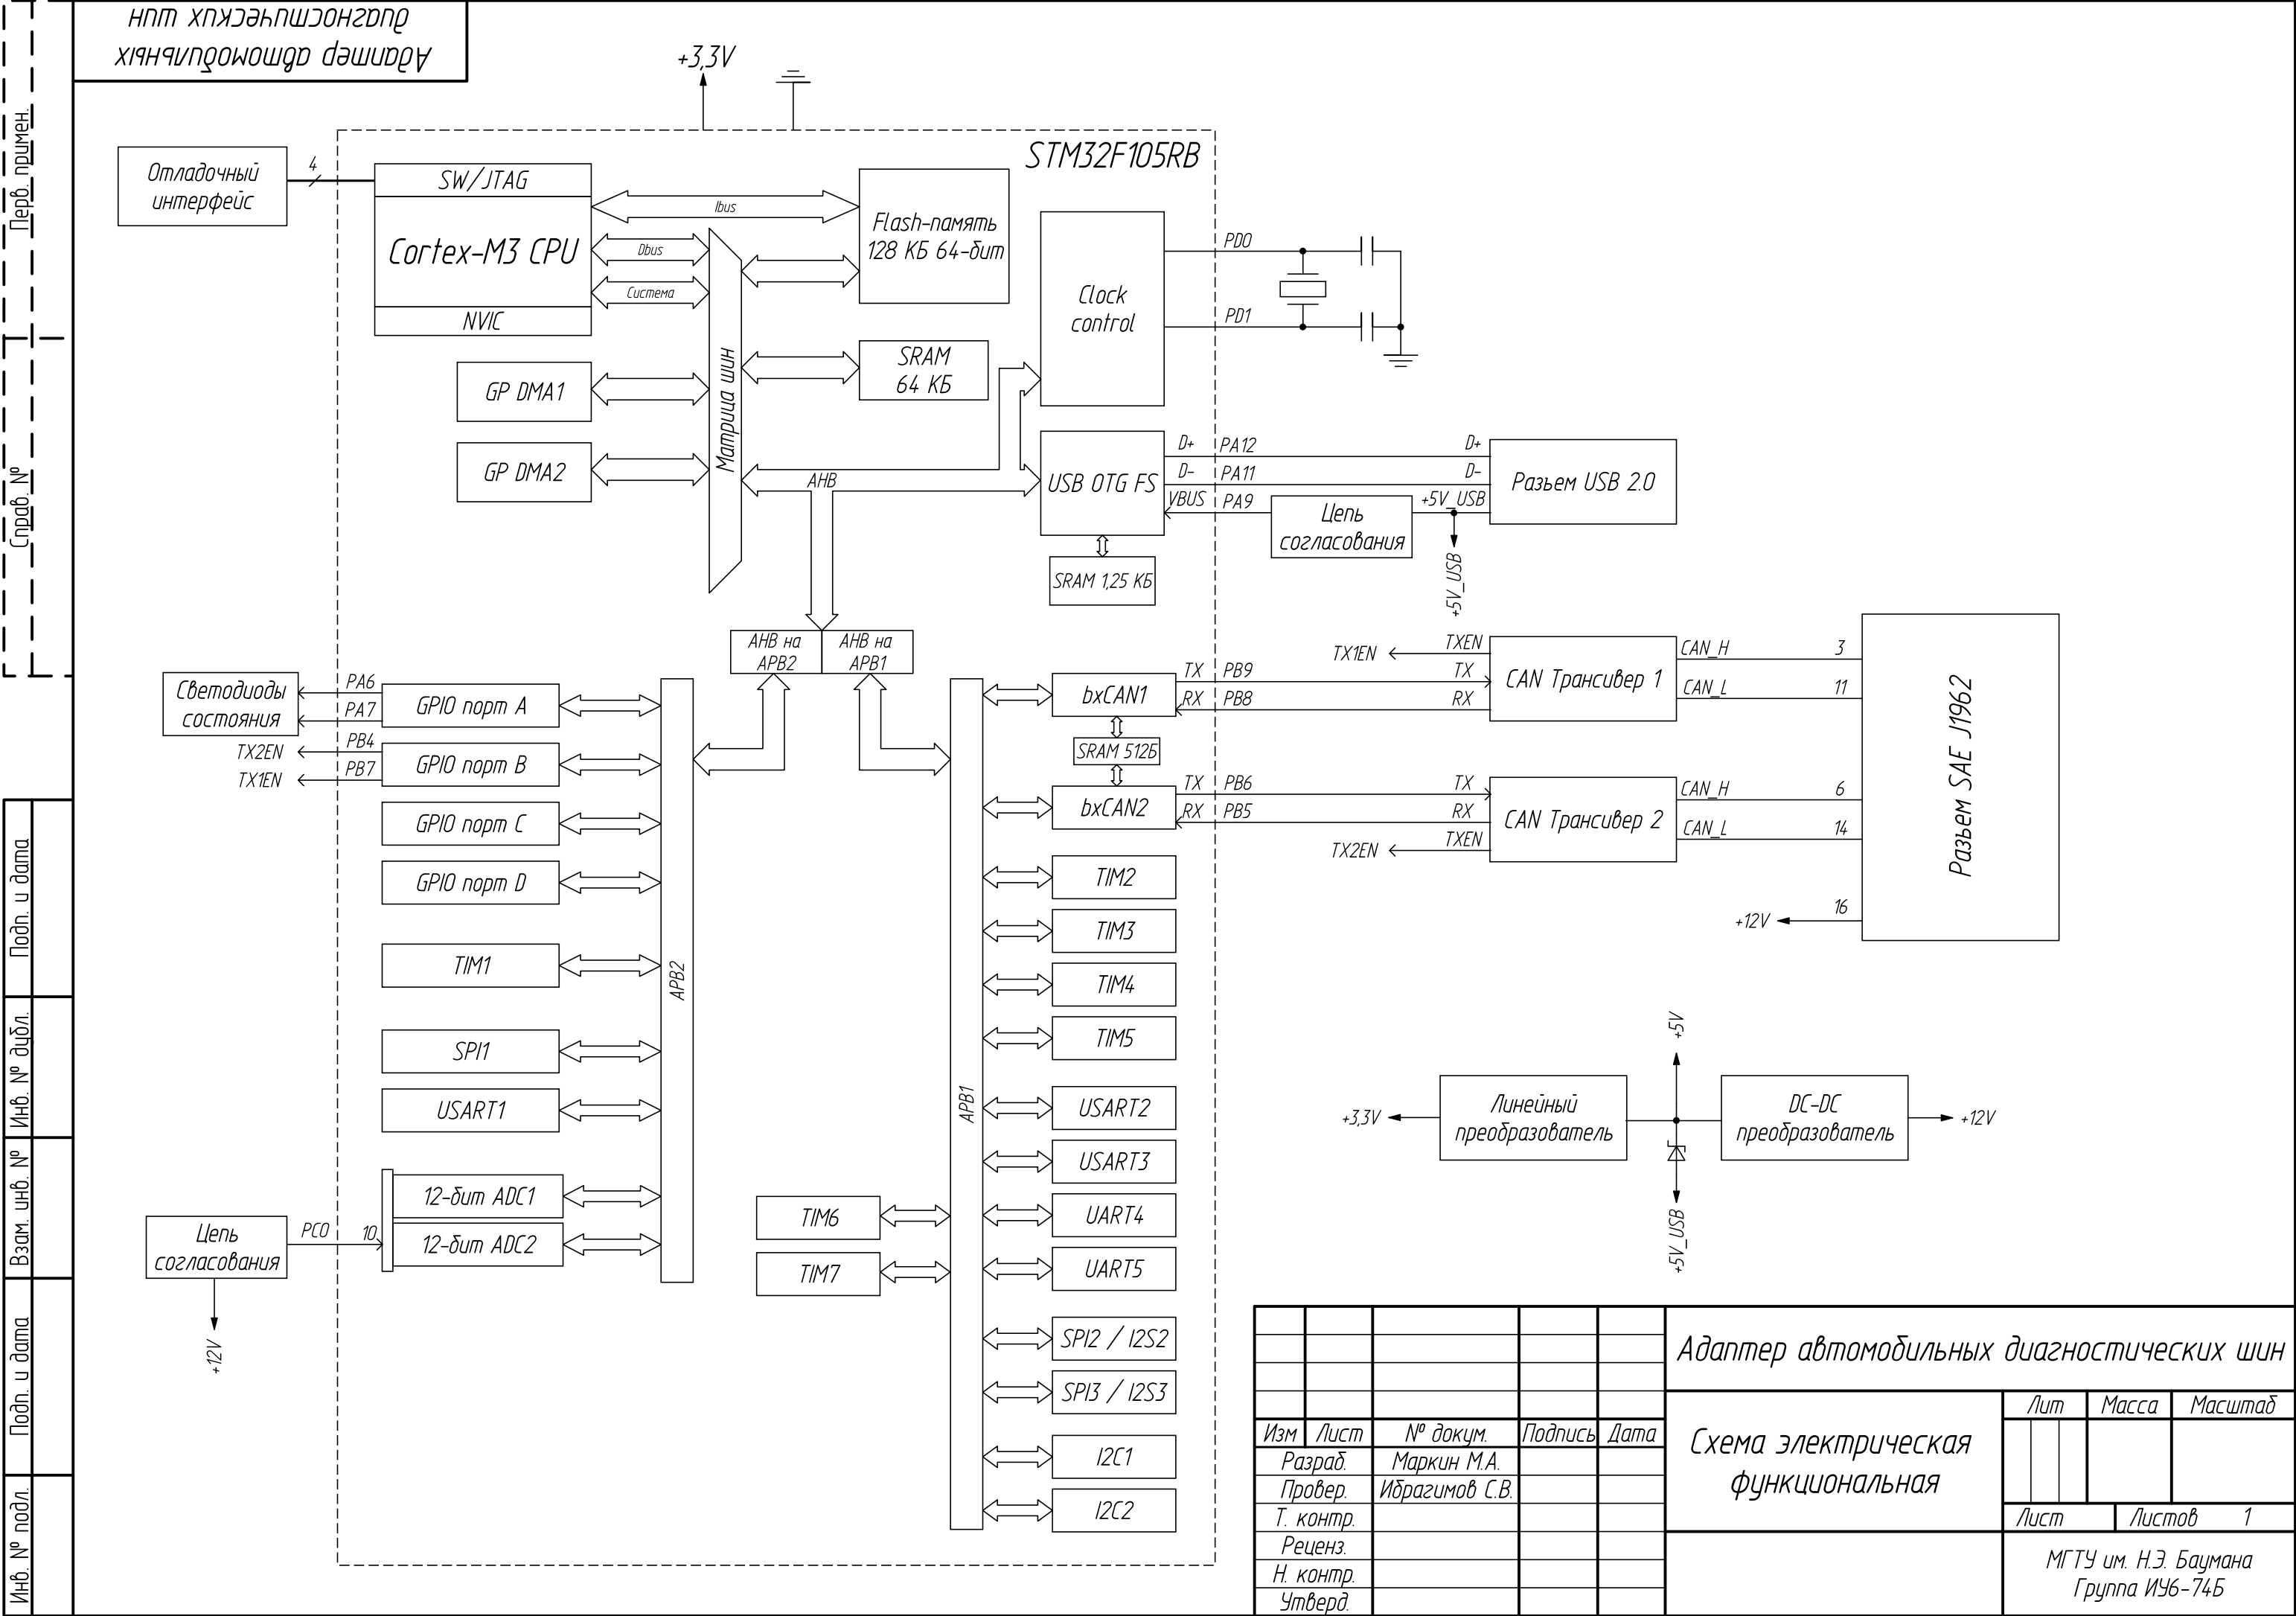 Адаптер автомобильных
диагностических шин
Перв. примен.
Справ. №
Подп. и дата
Инв. № дубл.
Взам. инв. №
Подп. и дата
Инв. № подл.
+3,3V
STM32F105RB
Отладочный
интерфейс
4
SW/JTAG
Cortex-M3 CPU
NVIC
Ibus
Dbus
Система
Flash-память
128 КБ 64-бит
Матрица шин
GP DMA1
GP DMA2
SRAM
64 КБ
AHB
Clock
control
PD0
PD1
USB OTG FS
D+
PA12
D+
D-
PA11
D-
VBUS
PA9
+5V_USB
Цепь
согласования
Разъем USB 2.0
+5V_USB
SRAM 1,25 КБ
AHB на
APB2
AHB на
APB1
Светодиоды
состояния
PA6
PA7
GPIO порт A
TX2EN
PB4
TX1EN
PB7
GPIO порт B
GPIO порт C
GPIO порт D
TIM1
SPI1
USART1
12-бит ADC1
12-бит ADC2
APB2
Цепь
согласования
PC0
10
+12V
TIM6
TIM7
APB1
bxCAN1
TX
PB9
RX
PB8
SRAM 512Б
bxCAN2
TX
PB6
RX
PB5
TIM2
TIM3
TIM4
TIM5
USART2
USART3
UART4
UART5
SPI2 / I2S2
SPI3 / I2S3
I2C1
I2C2
TX1EN
TXEN
TX
RX
CAN Трансивер 1
CAN_H
3
CAN_L
11
TX
RX
TX2EN
TXEN
CAN Трансивер 2
CAN_H
6
CAN_L
14
+12V
16
Разъем SAE J1962
+3,3V
Линейный
преобразователь
+5V
+5V_USB
DC-DC
преобразователь
+12V
Адаптер автомобильных диагностических шин
Изм
Лист
№ докум.
Подпись
Дата
Разраб.
Маркин М.А.
Провер.
Ибрагимов С.В.
Т. контр.
Реценз.
Н. контр.
Утверд.
Схема электрическая
функциональная
Лит
Масса
Масштаб
Лист
Листов
1
МГТУ им. Н.Э. Баумана
Группа ИУ6-74Б